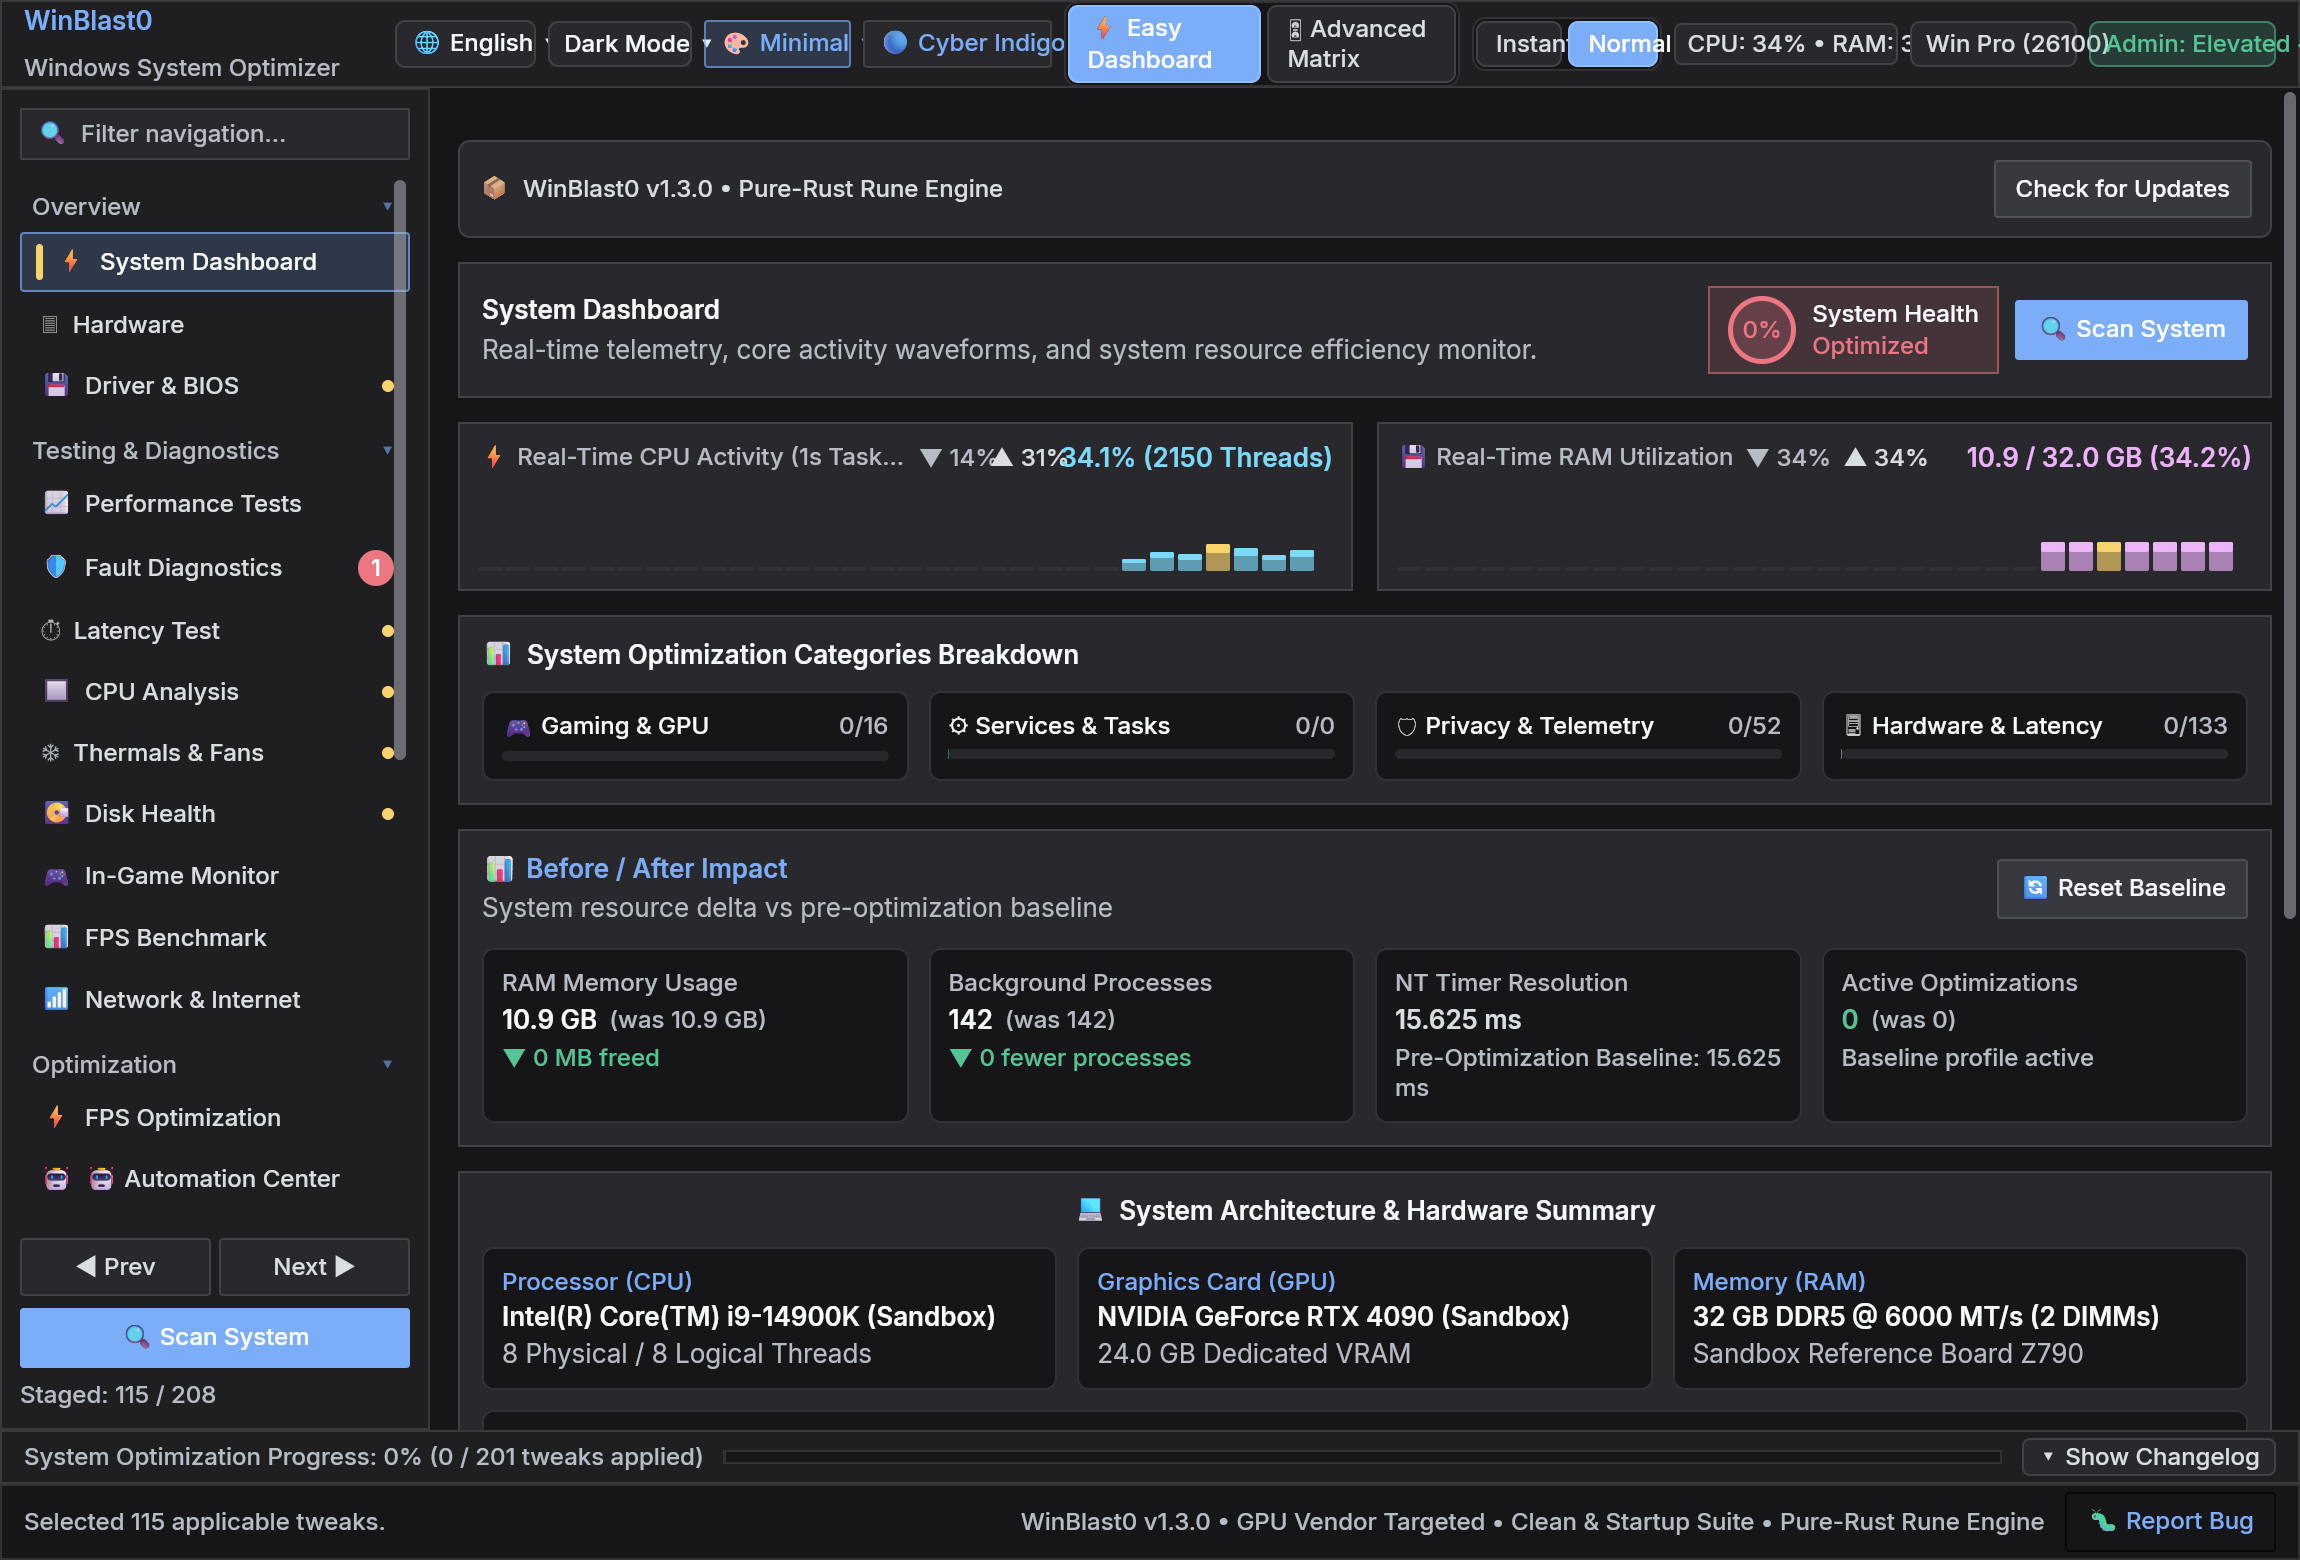 WinBlast0
Windows System Optimizer
English
Dark Mode
Minimal
Cyber Indigo
Easy Dashboard
Advanced Matrix
Instant
Normal
CPU: 34% • RAM: 3
Win Pro (26100)
Admin: Elevated
Filter navigation...
Overview
System Dashboard
Hardware
Driver & BIOS
Testing & Diagnostics
Performance Tests
Fault Diagnostics 1
Latency Test
CPU Analysis
Thermals & Fans
Disk Health
In-Game Monitor
FPS Benchmark
Network & Internet
Optimization
FPS Optimization
Automation Center
◀ Prev
Next ▶
Scan System
Staged: 115 / 208
WinBlast0 v1.3.0 • Pure-Rust Rune Engine
Check for Updates
System Dashboard
Real-time telemetry, core activity waveforms, and system resource efficiency monitor.
0%
System Health
Optimized
Scan System
Real-Time CPU Activity (1s Task... ▼ 14% ▲ 31% 34.1% (2150 Threads)
Real-Time RAM Utilization ▼ 34% ▲ 34% 10.9 / 32.0 GB (34.2%)
System Optimization Categories Breakdown
Gaming & GPU 0/16
Services & Tasks 0/0
Privacy & Telemetry 0/52
Hardware & Latency 0/133
Before / After Impact
System resource delta vs pre-optimization baseline
Reset Baseline
RAM Memory Usage
10.9 GB (was 10.9 GB)
▼ 0 MB freed
Background Processes
142 (was 142)
▼ 0 fewer processes
NT Timer Resolution
15.625 ms
Pre-Optimization Baseline: 15.625
ms
Active Optimizations
0 (was 0)
Baseline profile active
System Architecture & Hardware Summary
Processor (CPU)
Intel(R) Core(TM) i9-14900K (Sandbox)
8 Physical / 8 Logical Threads
Graphics Card (GPU)
NVIDIA GeForce RTX 4090 (Sandbox)
24.0 GB Dedicated VRAM
Memory (RAM)
32 GB DDR5 @ 6000 MT/s (2 DIMMs)
Sandbox Reference Board Z790
System Optimization Progress: 0% (0 / 201 tweaks applied)
▼ Show Changelog
Selected 115 applicable tweaks.
WinBlast0 v1.3.0 • GPU Vendor Targeted • Clean & Startup Suite • Pure-Rust Rune Engine
Report Bug